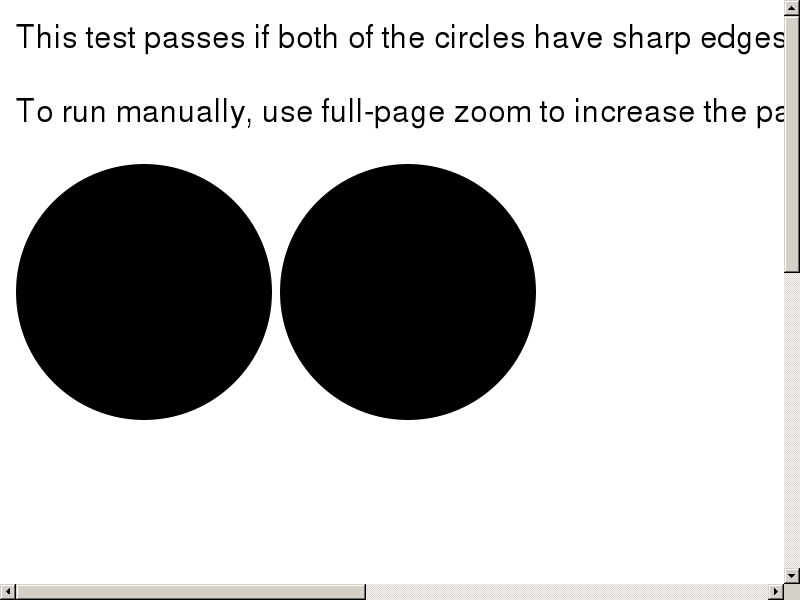 This test passes if both of the circles have sharp edges
To run manually, use full-page zoom to increase the pa